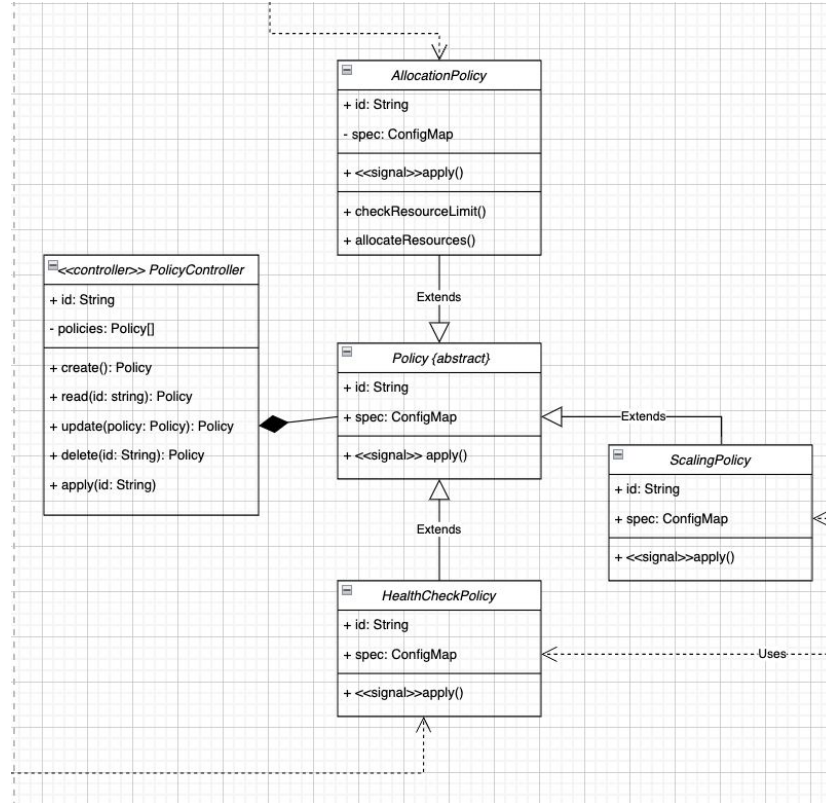 AllocationPolicy
+ id: String
- spec: ConfigMap
+ <<signal>>apply()
+ checkResourceLimit()
+ allocateResources()
Extends
<<controller>> PolicyController
+ id: String
- policies: Policy[]
+ create(): Policy
+ read(id: string): Policy
+ update(policy: Policy): Policy
+ delete(id: String): Policy
+ apply(id: String)
Policy {abstract}
+ id: String
+ spec: ConfigMap
+ <<signal>> apply()
Extends
ScalingPolicy
+ id: String
+ spec: ConfigMap
+ <<signal>>apply()
Extends
HealthCheckPolicy
+ id: String
+ spec: ConfigMap
+ <<signal>>apply()
Uses